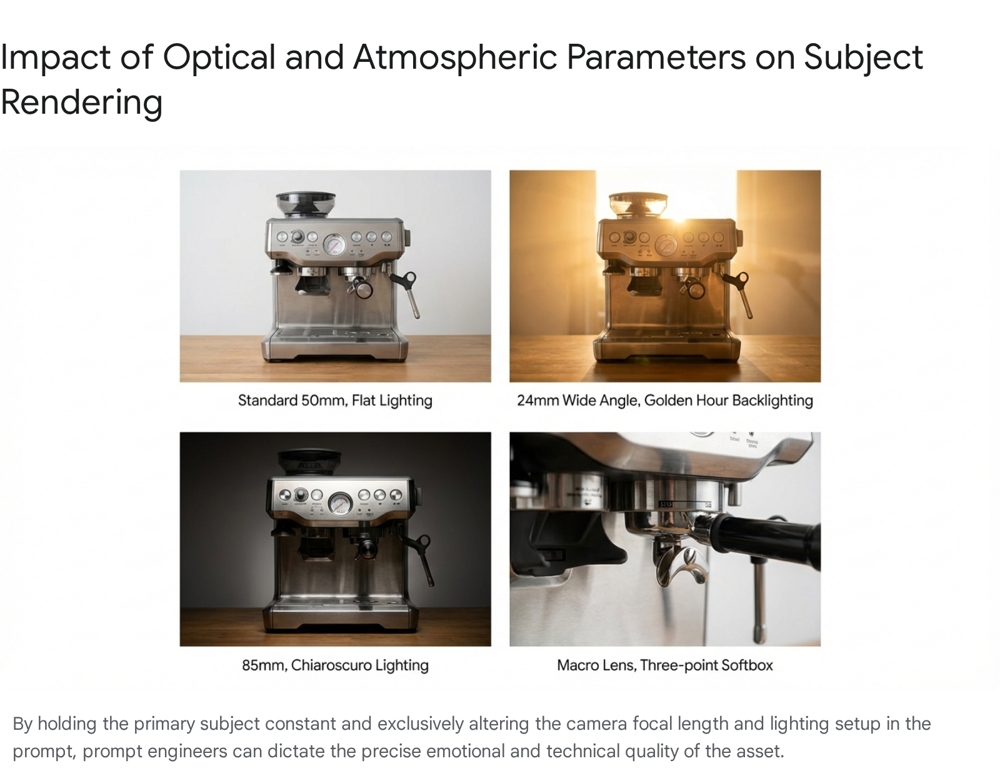 Impact of Optical and Atmospheric Parameters on Subject
Rendering
Standard 50mm, Flat Lighting
24mm Wide Angle, Golden Hour Backlighting
85mm, Chiaroscuro Lighting
Macro Lens, Three-point Softbox
By holding the primary subject constant and exclusively altering the camera focal length and lighting setup in the
prompt, prompt engineers can dictate the precise emotional and technical quality of the asset.